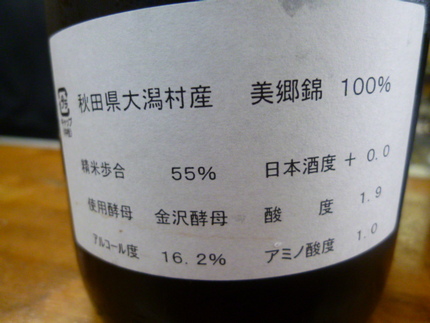 秋田県大潟村産 美郷錦 100%
精米歩合 55% 日本酒度 + 0.0
使用酵母 金沢酵母 酸度 1.9
アルコール度 16.2% アミノ酸度 1.0